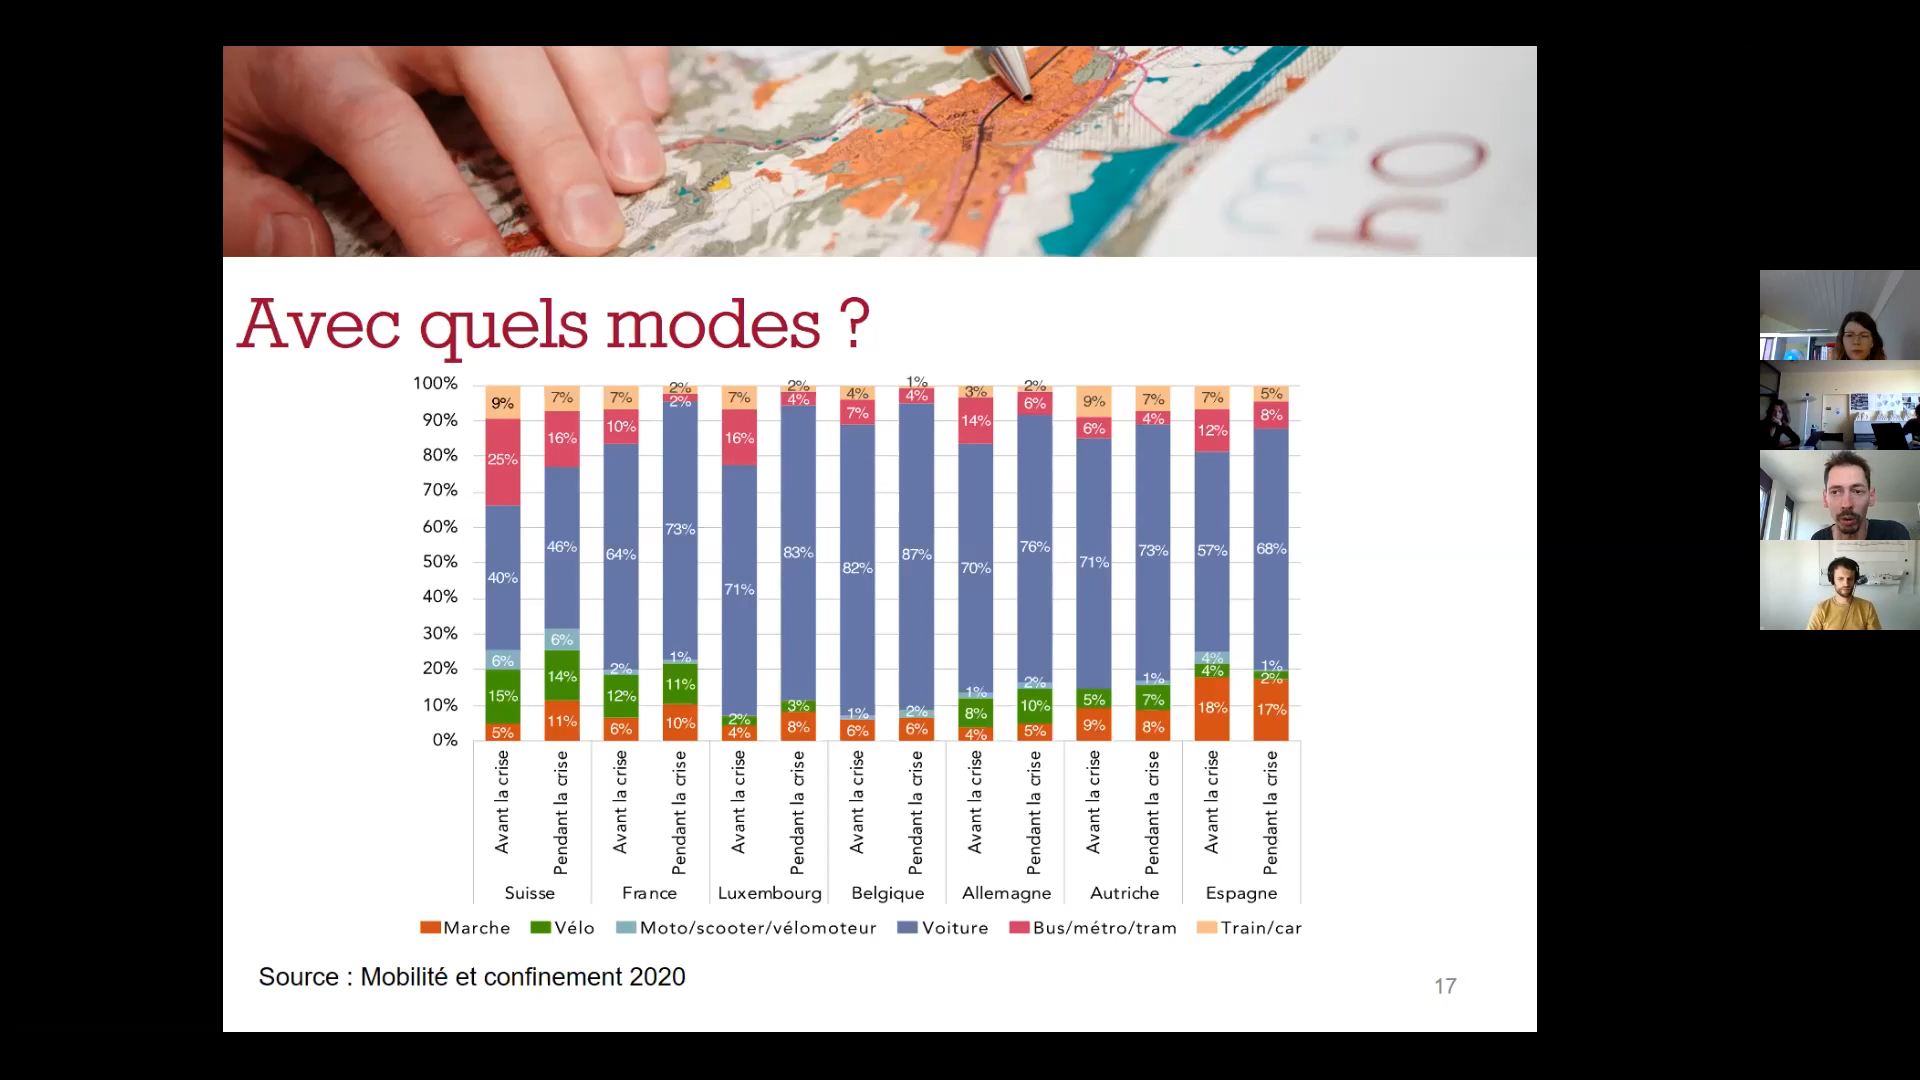 ho
Avec quels modes ?
100%
90%
80%
70%
60%
50%
40%
30%
20%
10%
0%
9% 25% 40% 6% 15% 5%
7% 16% 46% 6% 14% 11%
7% 10% 64% 2% 12% 6%
2% 2% 73% 1% 11% 10%
7% 16% 71% 2% 4%
2% 4% 83% 3% 8%
4% 7% 82% 1% 6%
1% 4% 87% 2% 6%
3% 14% 70% 1% 8% 4%
2% 6% 76% 2% 10% 5%
9% 6% 71% 5% 9%
7% 4% 73% 1% 7% 8%
7% 12% 57% 4% 4% 18%
5% 8% 68% 1% 2% 17%
Avant la crise
Pendant la crise
Avant la crise
Pendant la crise
Avant la crise
Pendant la crise
Avant la crise
Pendant la crise
Avant la crise
Pendant la crise
Avant la crise
Pendant la crise
Avant la crise
Pendant la crise
Suisse France Luxembourg Belgique Allemagne Autriche Espagne
Marche Vélo Moto/scooter/vélomoteur Voiture Bus/métro/tram Train/car
Source : Mobilité et confinement 2020
17